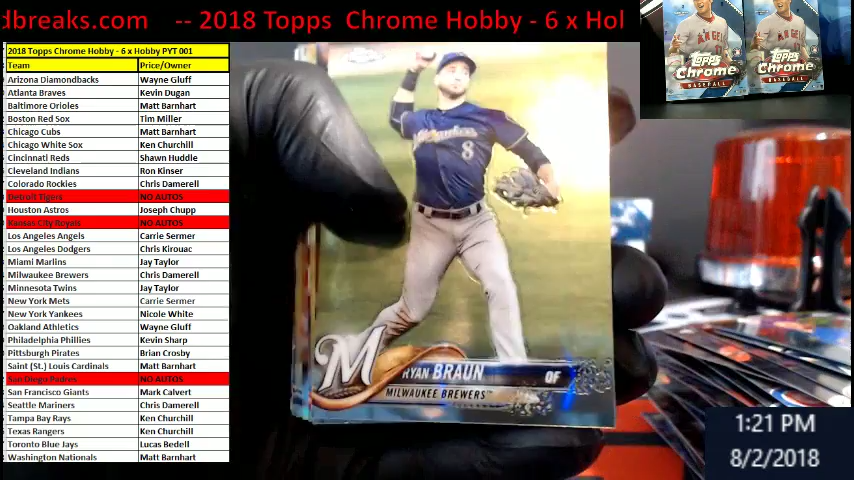 dbreaks.com -- 2018 Topps Chrome Hobby - 6 x Hol
2018 Topps Chrome Hobby - 6 x Hobby PYT 001
Team Price/Owner
Arizona Diamondbacks Wayne Gluff
Atlanta Braves Kevin Dugan
Baltimore Orioles Matt Barnhart
Boston Red Sox Tim Miller
Chicago Cubs Matt Barnhart
Chicago White Sox Ken Churchill
Cincinnati Reds Shawn Huddle
Cleveland Indians Ron Kinser
Colorado Rockies Chris Damerell
Detroit Tigers NO AUTOS
Houston Astros Joseph Chupp
Kansas City Royals NO AUTOS
Los Angeles Angels Carrie Sermer
Los Angeles Dodgers Chris Kirouac
Miami Marlins Jay Taylor
Milwaukee Brewers Chris Damerell
Minnesota Twins Jay Taylor
New York Mets Carrie Sermer
New York Yankees Nicole White
Oakland Athletics Wayne Gluff
Philadelphia Phillies Kevin Sharp
Pittsburgh Pirates Brian Crosby
Saint (St.) Louis Cardinals Matt Barnhart
San Diego Padres NO AUTOS
San Francisco Giants Mark Calvert
Seattle Mariners Chris Damerell
Tampa Bay Rays Ken Churchill
Texas Rangers Ken Churchill
Toronto Blue Jays Lucas Bedell
Washington Nationals Matt Barnhart
8
M
RYAN BRAUN OF
MILWAUKEE BREWERS
ANGELS
Topps Chrome
BASEBALL
ANGEL
Topps Chrome
BASEBALL
1:21 PM
8/2/2018